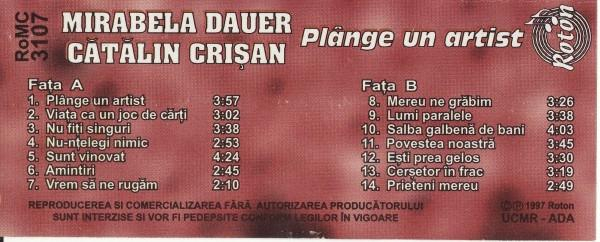 RoMC 3107
MIRABELA DAUER
CĂTĂLIN CRIȘAN
Plânge un artist
Roton
Fața A
1. Plânge un artist 3:57
2. Viața ca un joc de cărți 3:02
3. Nu fiți singuri 3:38
4. Nu-nțelegi nimic 2:53
5. Sunt vinovat 4:24
6. Amintiri 2:45
7. Vrem să ne rugăm 2:10
Fața B
8. Mereu ne grăbim 3:26
9. Lumi paralele 3:38
10. Salba galbenă de bani 4:03
11. Povestea noastră 3:45
12. Ești prea gelos 3:30
13. Cerșetor în frac 3:19
14. Prieteni mereu 2:49
REPRODUCEREA SI COMERCIALIZAREA FĂRĂ AUTORIZAREA PRODUCĂTORULUI
SUNT INTERZISE SI VOR FI PEDEPSITE CONFORM LEGILOR ÎN VIGOARE
©℗ 1997 Roton
UCMR - ADA